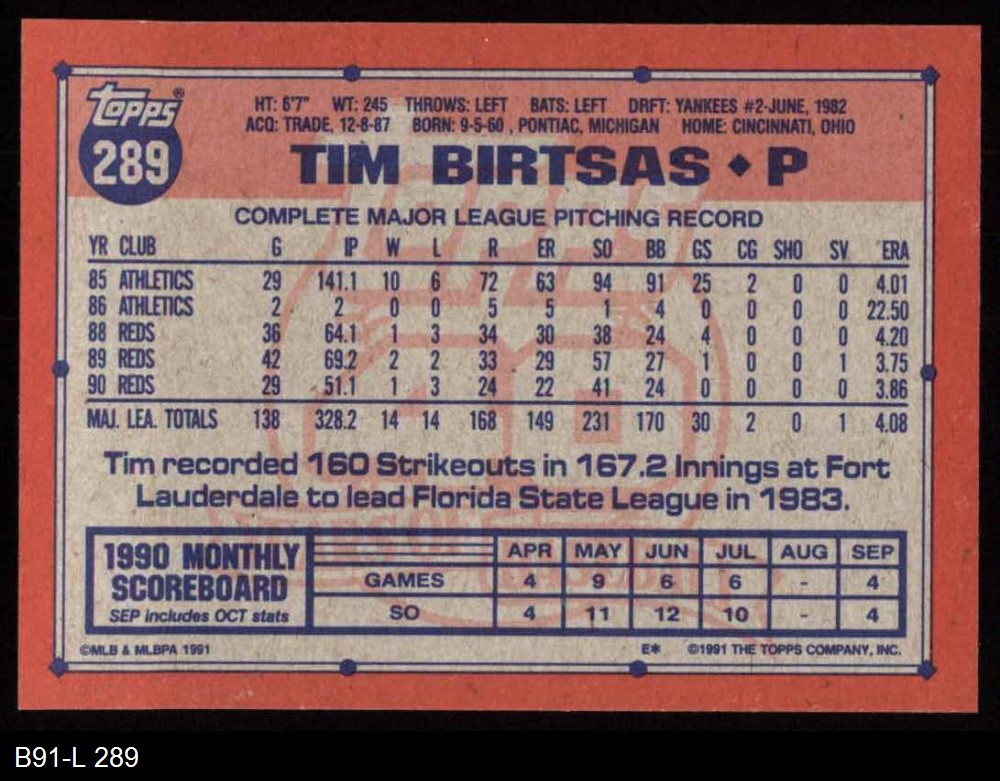 topps®
289
HT: 6'7" WT: 245 THROWS: LEFT BATS: LEFT DRFT: YANKEES #2-JUNE, 1982
ACQ: TRADE, 12-8-87 BORN: 9-5-60 , PONTIAC, MICHIGAN HOME: CINCINNATI, OHIO
TIM BIRTSAS ◆ P
COMPLETE MAJOR LEAGUE PITCHING RECORD
YR CLUB G IP W L R ER SO BB GS CG SHO SV ERA
85 ATHLETICS 29 141.1 10 6 72 63 94 91 25 2 0 0 4.01
86 ATHLETICS 2 2 0 0 5 5 1 4 0 0 0 0 22.50
88 REDS 36 64.1 1 3 34 30 38 24 4 0 0 0 4.20
89 REDS 42 69.2 2 2 33 29 57 27 1 0 0 1 3.75
90 REDS 29 51.1 1 3 24 22 41 24 0 0 0 0 3.86
MAJ. LEA. TOTALS 138 328.2 14 14 168 149 231 170 30 2 0 1 4.08
Tim recorded 160 Strikeouts in 167.2 Innings at Fort
Lauderdale to lead Florida State League in 1983.
1990 MONTHLY
SCOREBOARD
SEP includes OCT stats
APR MAY JUN JUL AUG SEP
GAMES 4 9 6 6 - 4
SO 4 11 12 10 - 4
©MLB & MLBPA 1991 E* ©1991 THE TOPPS COMPANY, INC.
B91-L 289